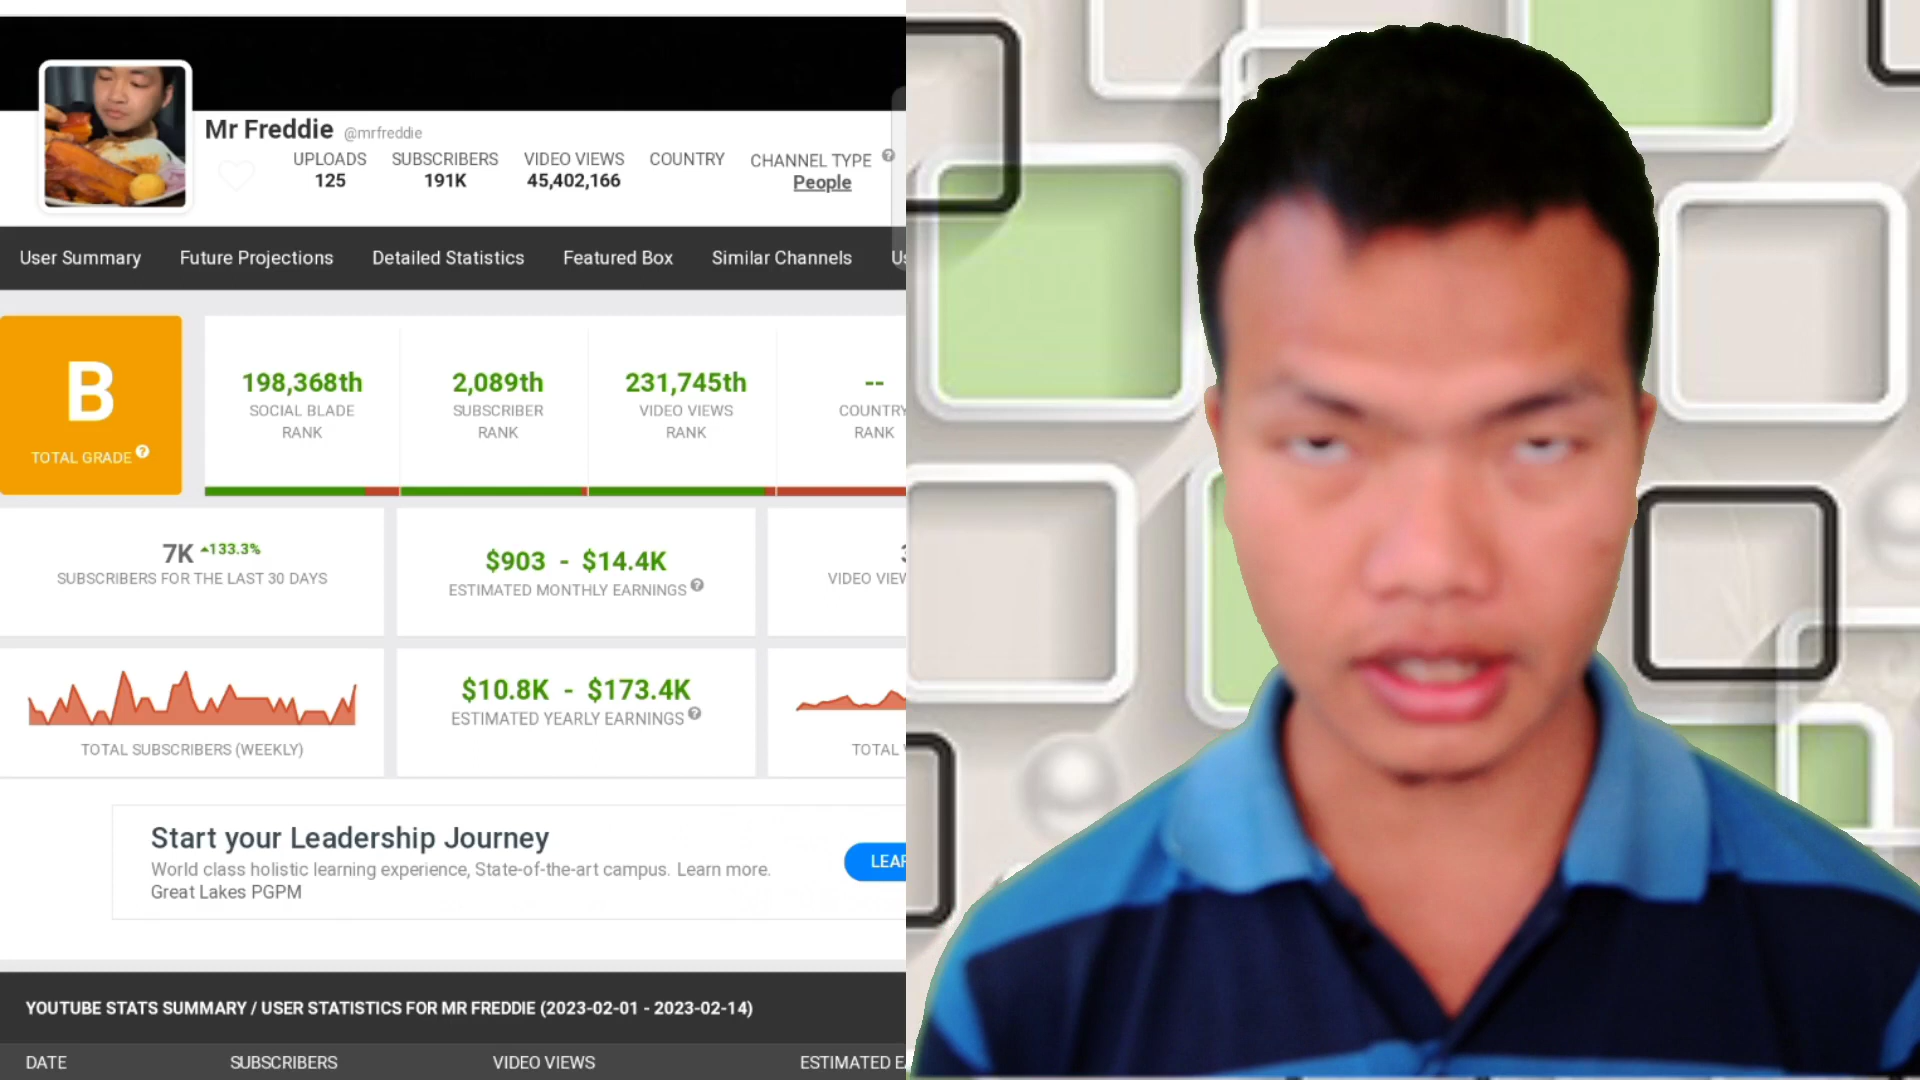 Mr Freddie @mrfreddie
UPLOADS
125
SUBSCRIBERS
191K
VIDEO VIEWS
45,402,166
COUNTRY
CHANNEL TYPE ?
People
User Summary Future Projections Detailed Statistics Featured Box Similar Channels
B
TOTAL GRADE ?
198,368th
SOCIAL BLADE
RANK
2,089th
SUBSCRIBER
RANK
231,745th
VIDEO VIEWS
RANK
--
COUNTRY
RANK
7K 133.3%
SUBSCRIBERS FOR THE LAST 30 DAYS
$903 - $14.4K
ESTIMATED MONTHLY EARNINGS ?
VIDEO
TOTAL SUBSCRIBERS (WEEKLY)
$10.8K - $173.4K
ESTIMATED YEARLY EARNINGS ?
TOTAL
Start your Leadership Journey
World class holistic learning experience, State-of-the-art campus. Learn more.
Great Lakes PGPM
YOUTUBE STATS SUMMARY / USER STATISTICS FOR MR FREDDIE (2023-02-01 - 2023-02-14)
DATE SUBSCRIBERS VIDEO VIEWS ESTIMATED